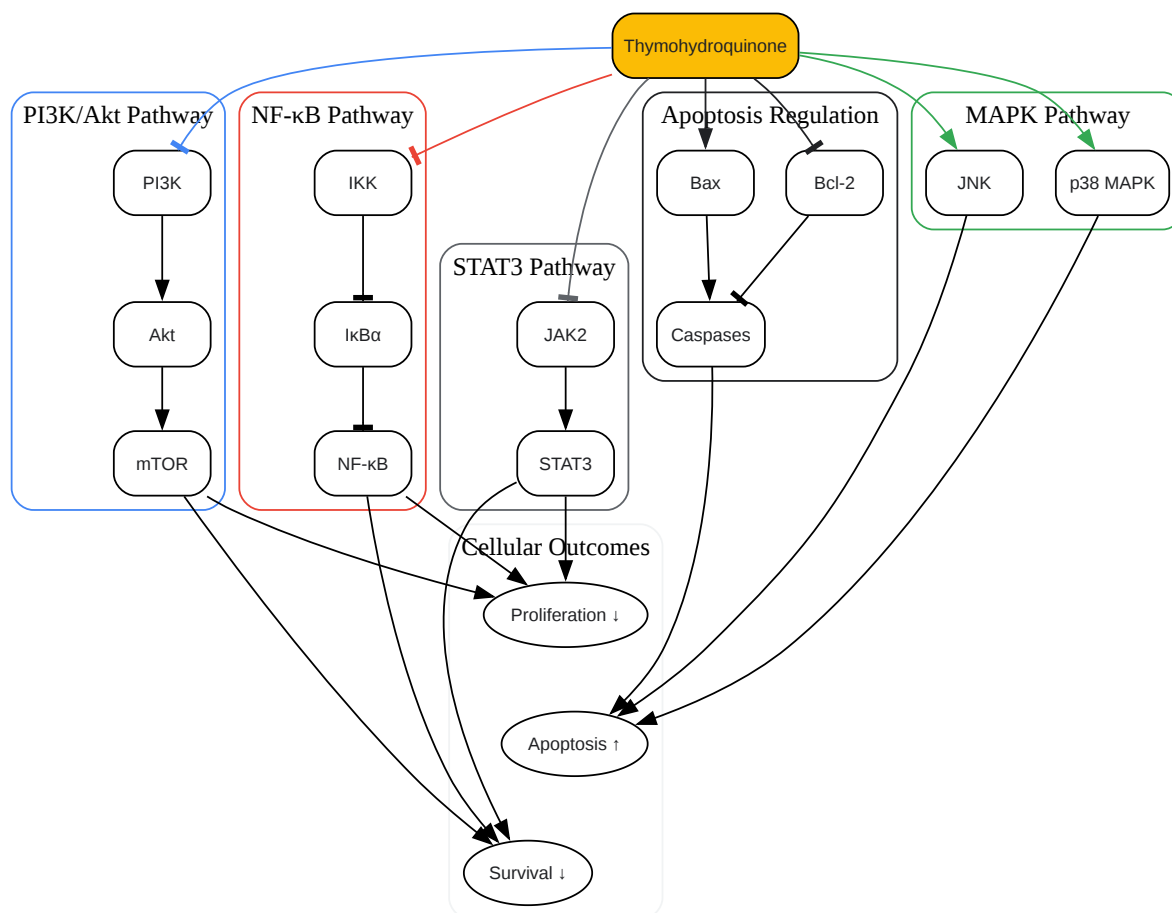 Thymohydroquinone
PI3K/Akt Pathway
NF-κB Pathway
Apoptosis Regulation
MAPK Pathway
PI3K
IKK
Bax
Bcl-2
JNK
p38 MAPK
STAT3 Pathway
Akt
IκBα
JAK2
Caspases
mTOR
NF-κB
STAT3
Cellular Outcomes
Proliferation ↓
Apoptosis ↑
Survival ↓